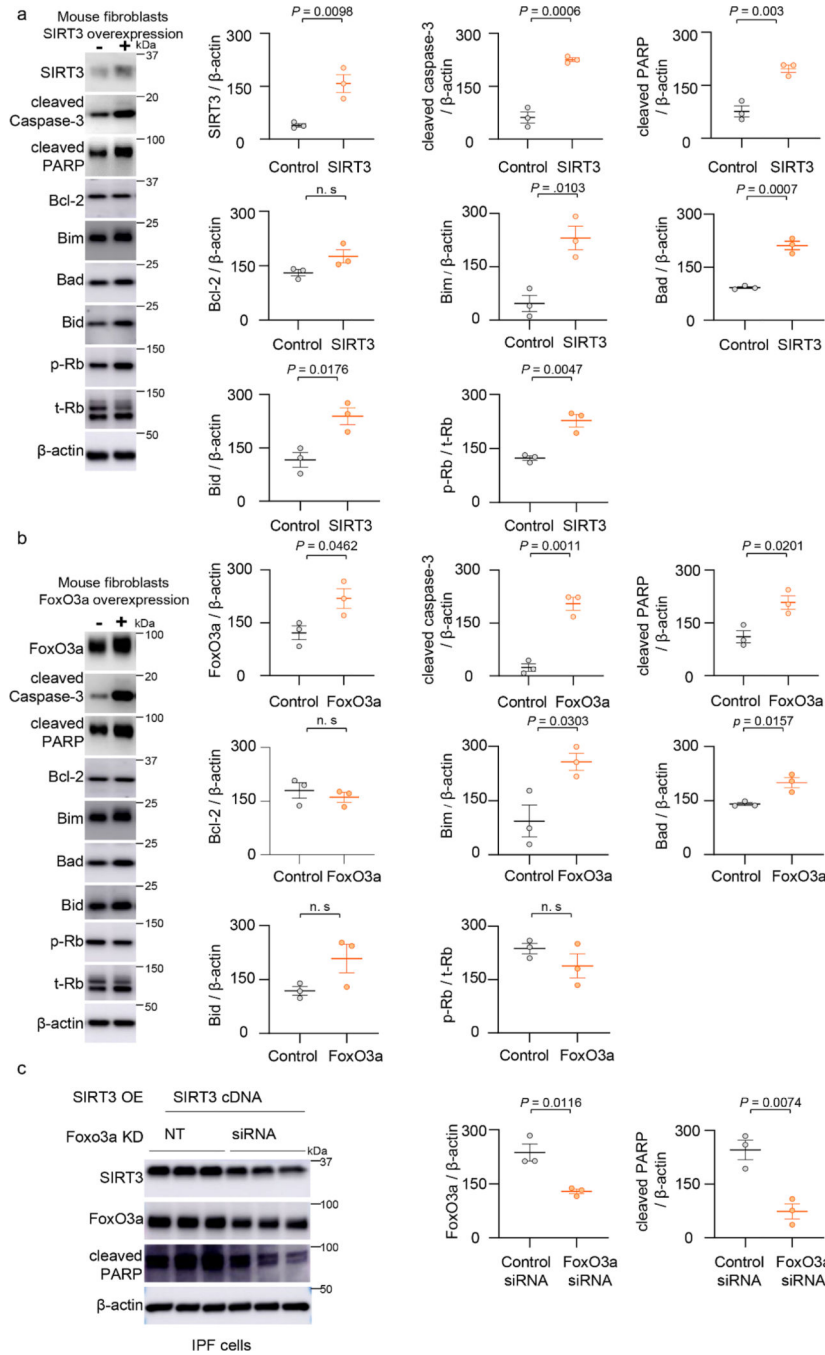 a
Mouse fibroblasts
SIRT3 overexpression
- + kDa
SIRT3
37
cleaved
Caspase-3
20
cleaved
PARP
100
Bcl-2
37
Bim
25
Bad
25
Bid
25
p-Rb
150
t-Rb
150
β-actin
50
P = 0.0098
SIRT3 / β-actin
300
150
0
Control SIRT3
P = 0.0006
cleaved caspase-3
/ β-actin
300
150
0
Control SIRT3
P = 0.003
cleaved PARP
/ β-actin
300
150
0
Control SIRT3
n. s
Bcl-2 / β-actin
300
150
0
Control SIRT3
P = .0103
Bim / β-actin
300
150
0
Control SIRT3
P = 0.0007
Bad / β-actin
300
150
0
Control SIRT3
P = 0.0176
Bid / β-actin
300
150
0
Control SIRT3
P = 0.0047
p-Rb / t-Rb
300
150
0
Control SIRT3
b
Mouse fibroblasts
FoxO3a overexpression
- + kDa
FoxO3a
100
cleaved
Caspase-3
20
cleaved
PARP
100
Bcl-2
37
Bim
25
Bad
25
Bid
25
p-Rb
150
t-Rb
150
β-actin
50
P = 0.0462
FoxO3a / β-actin
300
150
0
Control FoxO3a
P = 0.0011
cleaved caspase-3
/ β-actin
300
150
0
Control FoxO3a
P = 0.0201
cleaved PARP
/ β-actin
300
150
0
Control FoxO3a
n. s
Bcl-2 / β-actin
300
150
0
Control FoxO3a
P = 0.0303
Bim / β-actin
300
150
0
Control FoxO3a
p = 0.0157
Bad / β-actin
300
150
0
Control FoxO3a
n. s
Bid / β-actin
300
150
0
Control FoxO3a
n. s
p-Rb / t-Rb
300
150
0
Control FoxO3a
c
SIRT3 OE SIRT3 cDNA
Foxo3a KD NT siRNA
kDa
SIRT3
37
FoxO3a
100
cleaved
PARP
100
β-actin
50
IPF cells
P = 0.0116
FoxO3a / β-actin
300
150
0
Control FoxO3a
siRNA siRNA
P = 0.0074
cleaved PARP
/ β-actin
300
150
0
Control FoxO3a
siRNA siRNA